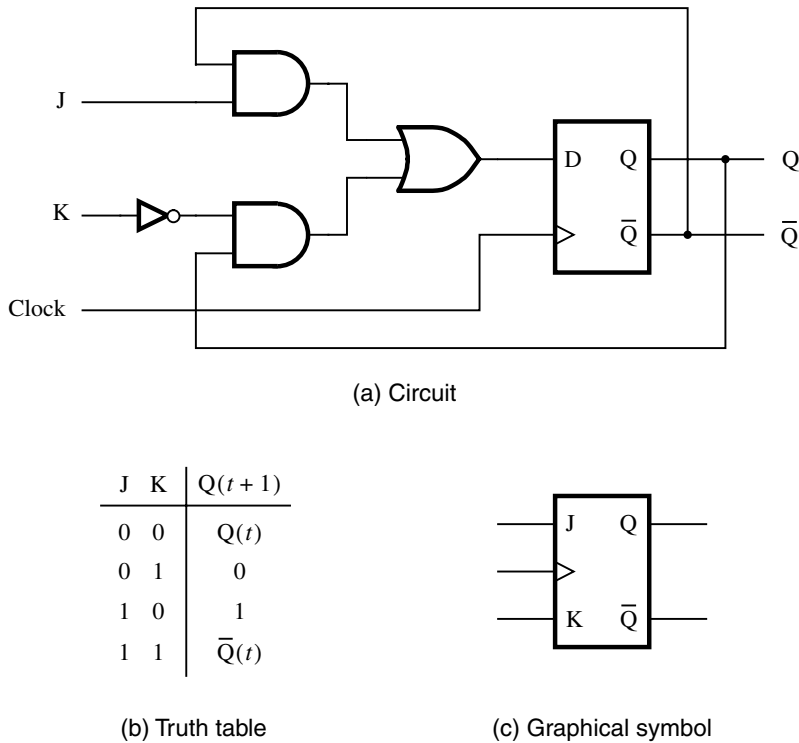 J
K
Clock
D Q
Q̅
Q
Q̅
(a) Circuit
J K Q(t + 1)
0 0 Q(t)
0 1 0
1 0 1
1 1 Q̅(t)
(b) Truth table
J Q
K Q̅
(c) Graphical symbol